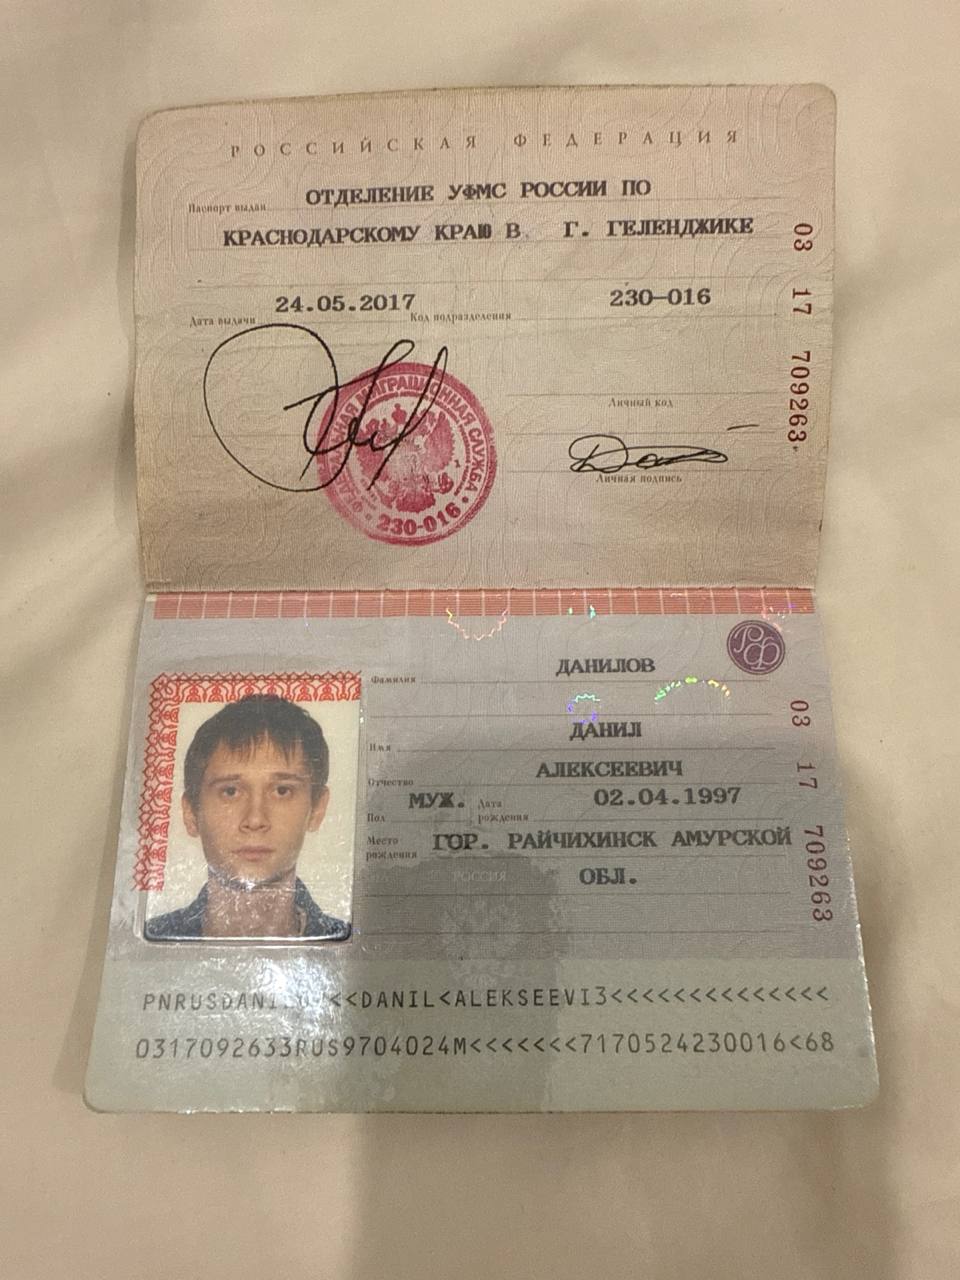 РОССИЙСКАЯ ФЕДЕРАЦИЯ
Паспорт выдан ОТДЕЛЕНИЕ УФМС РОССИИ ПО
КРАСНОДАРСКОМУ КРАЮ В Г. ГЕЛЕНДЖИКЕ
Дата выдачи 24.05.2017 Код подразделения 230-016
Личный код
Личная подпись
ФЕДЕРАЛЬНАЯ МИГРАЦИОННАЯ СЛУЖБА
230-016
03 17 709263
РФ
Фамилия ДАНИЛОВ
Имя ДАНИЛ
Отчество АЛЕКСЕЕВИЧ
Пол МУЖ. Дата рождения 02.04.1997
Место рождения ГОР. РАЙЧИХИНСК АМУРСКОЙ
ОБЛ.
РОССИЯ
03 17 709263
PNRUSDANILO <<DANIL<ALEKSEEVI3<<<<<<<<<<<<<<
0317092633RUS9704024M<<<<<<<7170524230016<68